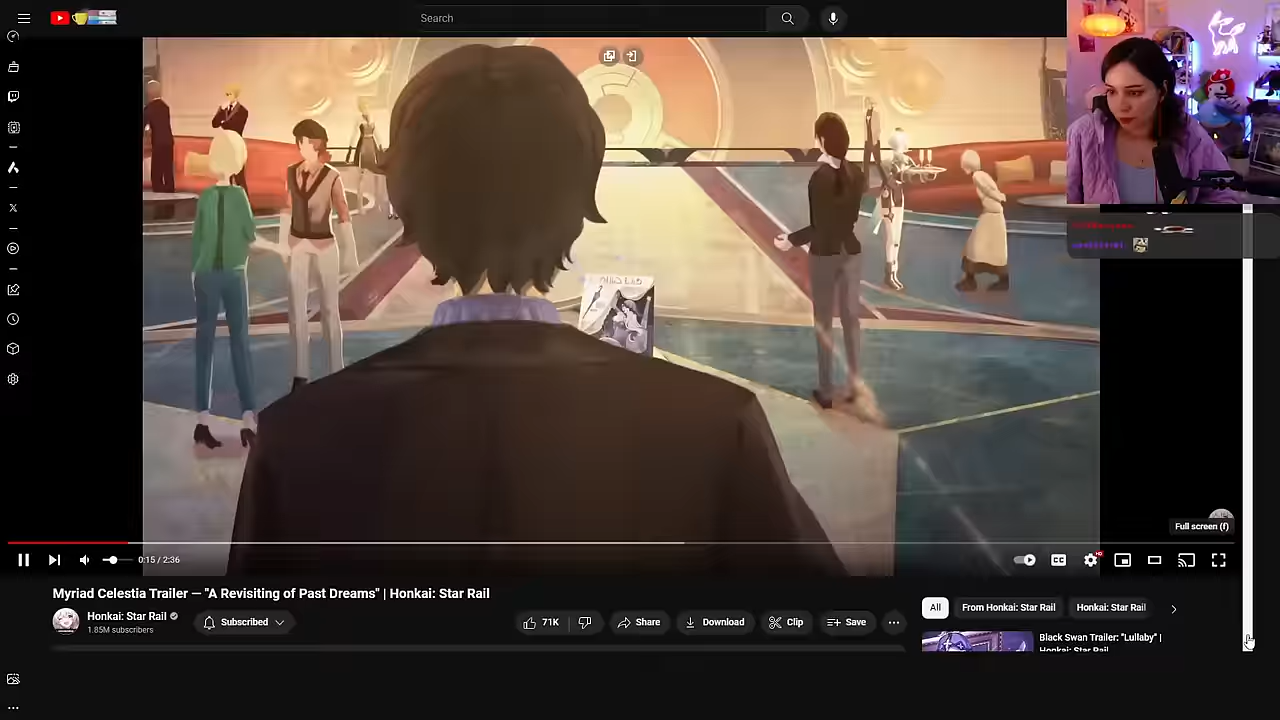 Search
Full screen (f)
0:15 / 2:36
CC
HD
Myriad Celestia Trailer — "A Revisiting of Past Dreams" | Honkai: Star Rail
Honkai: Star Rail
1.85M subscribers
Subscribed
71K
Share
Download
Clip
Save
All
From Honkai: Star Rail
Honkai: Star Rail
Black Swan Trailer: "Lullaby" |
Honkai: Star Rail